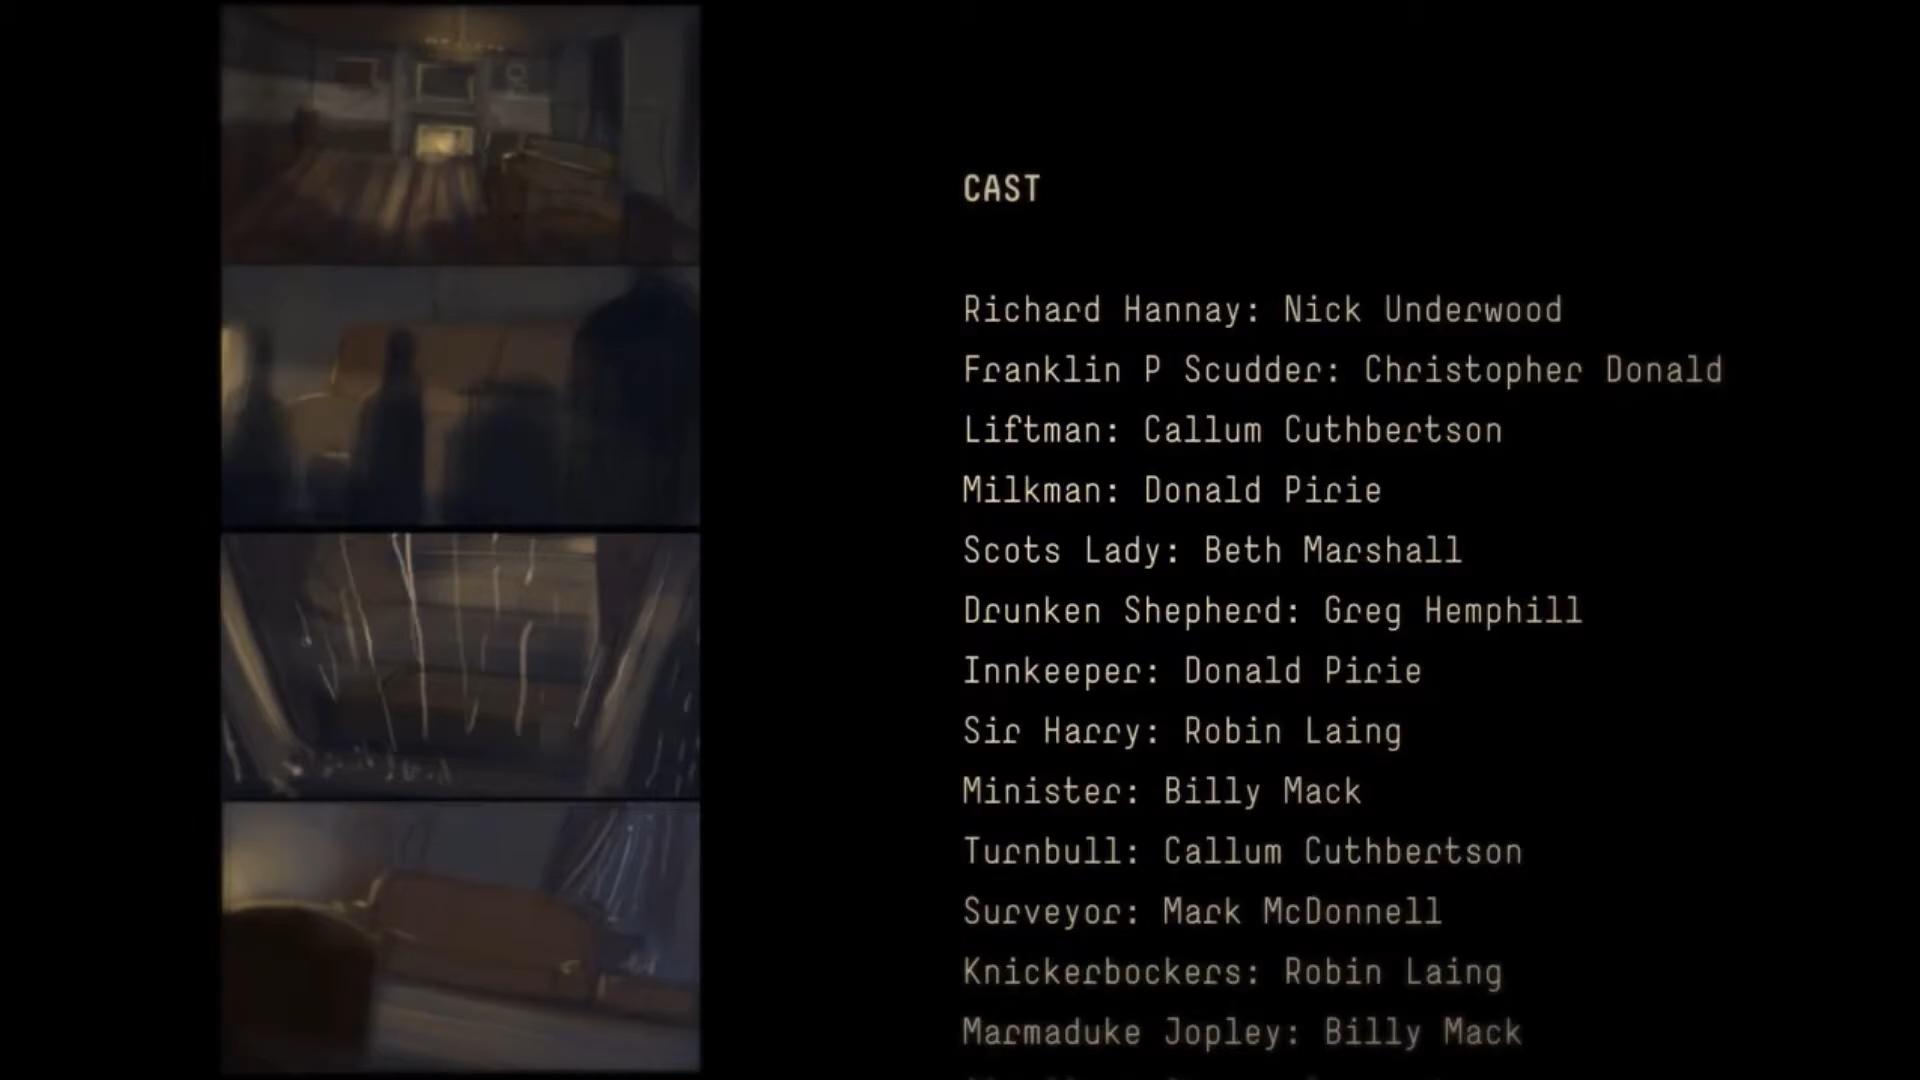 CAST
Richard Hannay: Nick Underwood
Franklin P Scudder: Christopher Donald
Liftman: Callum Cuthbertson
Milkman: Donald Pirie
Scots Lady: Beth Marshall
Drunken Shepherd: Greg Hemphill
Innkeeper: Donald Pirie
Sir Harry: Robin Laing
Minister: Billy Mack
Turnbull: Callum Cuthbertson
Surveyor: Mark McDonnell
Knickerbockers: Robin Laing
Marmaduke Jopley: Billy Mack